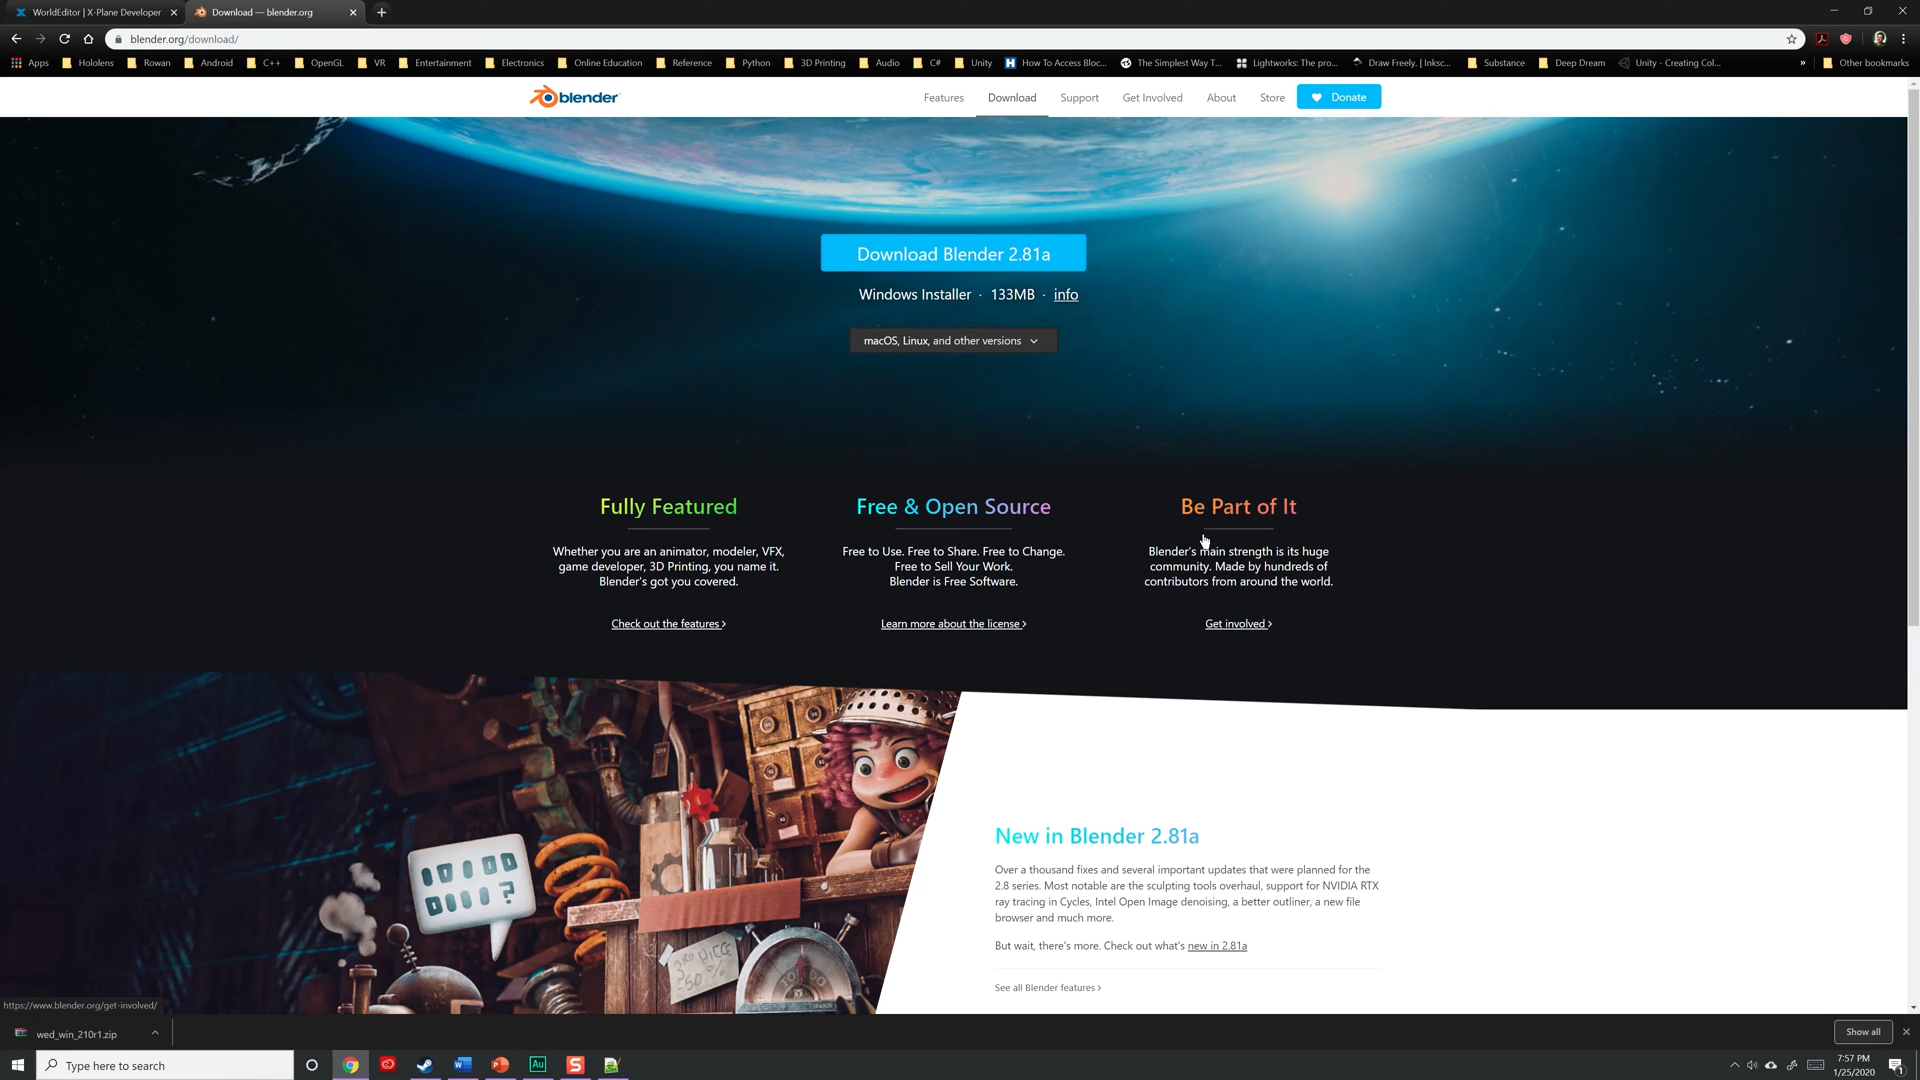 WorldEditor | X-Plane Developer
Download — blender.org
blender.org/download/
Apps Hololens Rowan Android C++ OpenGL VR Entertainment Electronics Online Education Reference Python 3D Printing Audio C# Unity How To Access Bloc... The Simplest Way T... Lightworks: The pro... Draw Freely. | Inksc... Substance Deep Dream Unity - Creating Col... » Other bookmarks
blender Features Download Support Get Involved About Store Donate
Download Blender 2.81a
Windows Installer · 133MB · info
macOS, Linux, and other versions
Fully Featured
Whether you are an animator, modeler, VFX,
game developer, 3D Printing, you name it.
Blender's got you covered.
Check out the features ›
Free & Open Source
Free to Use. Free to Share. Free to Change.
Free to Sell Your Work.
Blender is Free Software.
Learn more about the license ›
Be Part of It
Blender's main strength is its huge
community. Made by hundreds of
contributors from around the world.
Get involved ›
3RD PIECE
-50%
New in Blender 2.81a
Over a thousand fixes and several important updates that were planned for the
2.8 series. Most notable are the sculpting tools overhaul, support for NVIDIA RTX
ray tracing in Cycles, Intel Open Image denoising, a better outliner, a new file
browser and much more.
But wait, there's more. Check out what's new in 2.81a
See all Blender features ›
https://www.blender.org/get-involved/
wed_win_210r1.zip
Show all
Type here to search
7:57 PM
1/25/2020